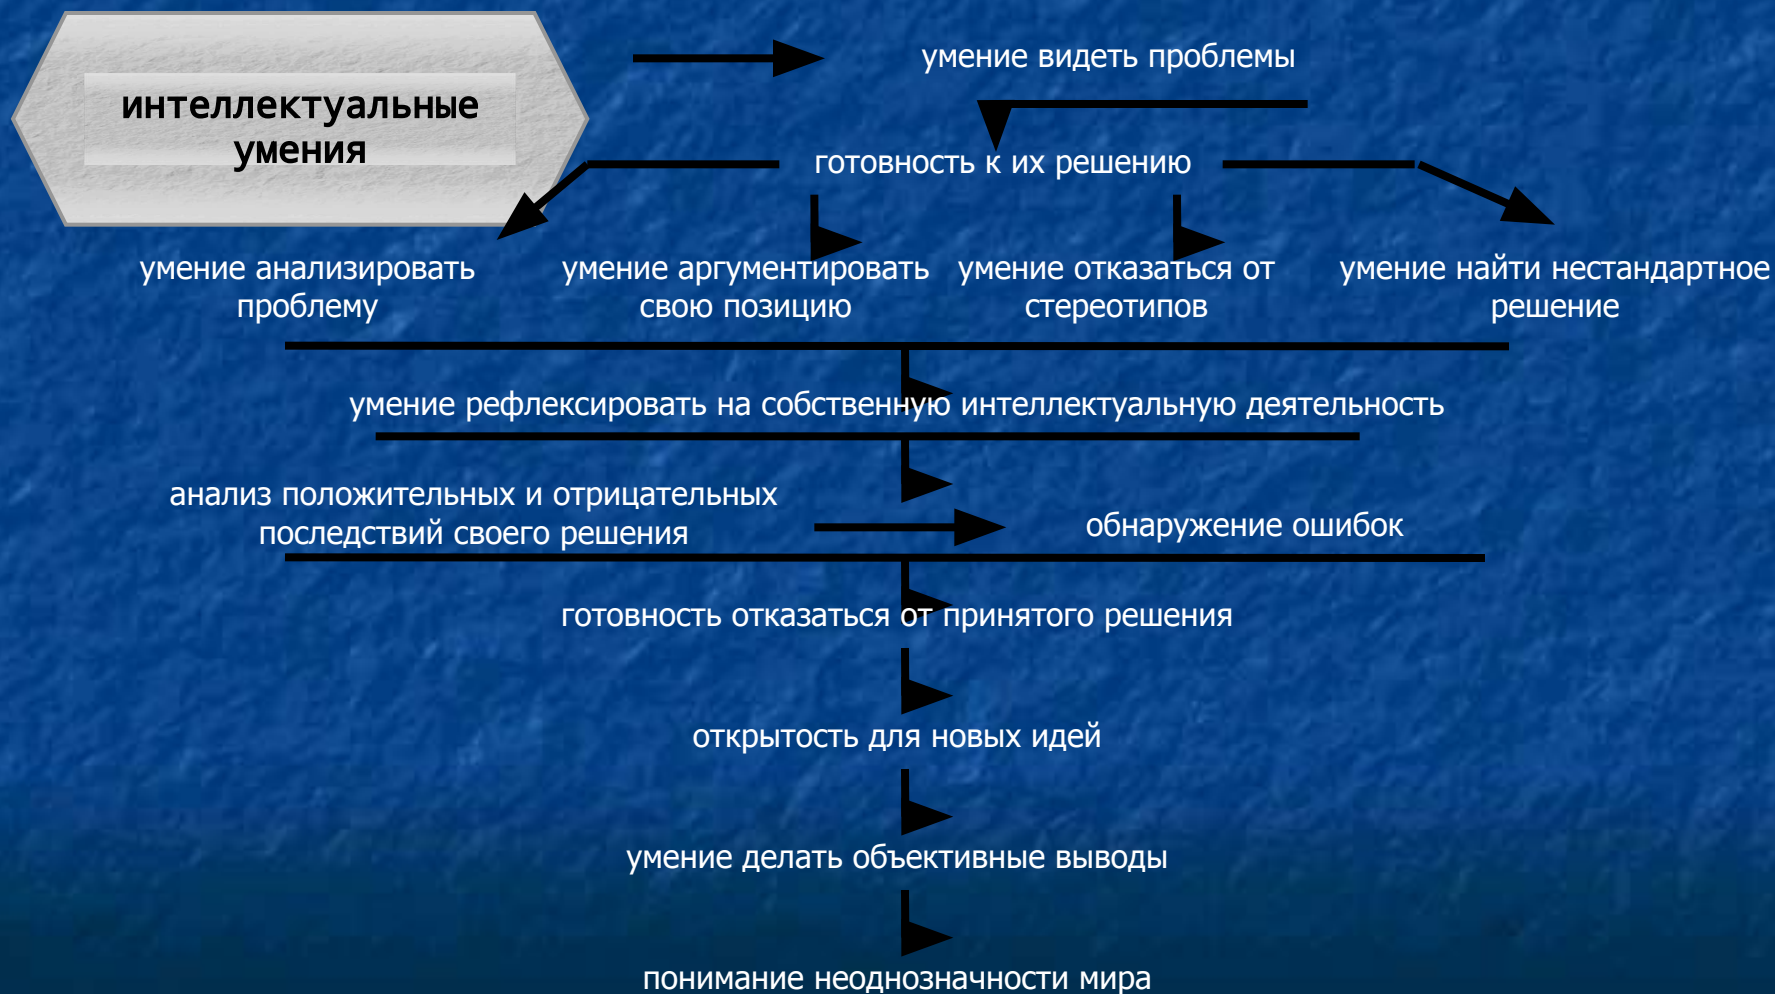 интеллектуальные
умения
умение видеть проблемы
готовность к их решению
умение анализировать
проблему
умение аргументировать
свою позицию
умение отказаться от
стереотипов
умение найти нестандартное
решение
умение рефлексировать на собственную интеллектуальную деятельность
анализ положительных и отрицательных
последствий своего решения
обнаружение ошибок
готовность отказаться от принятого решения
открытость для новых идей
умение делать объективные выводы
понимание неоднозначности мира